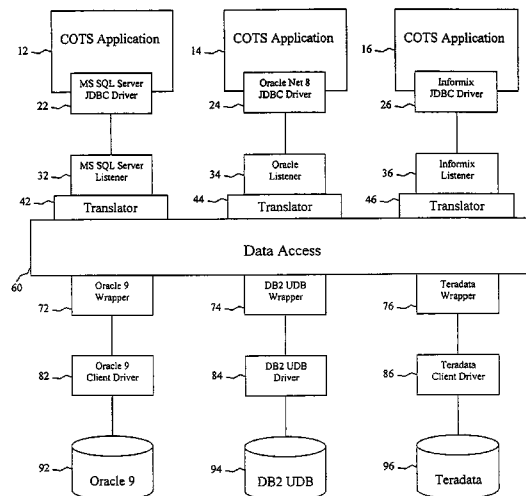 12 COTS Application
14 COTS Application
16 COTS Application
MS SQL Server
JDBC Driver
22
Oracle Net 8
JDBC Driver
24
Informix
JDBC Driver
26
32 MS SQL Server
Listener
34 Oracle
Listener
36 Informix
Listener
42 Translator
44 Translator
46 Translator
Data Access
60
72 Oracle 9
Wrapper
74 DB2 UDB
Wrapper
76 Teradata
Wrapper
82 Oracle 9
Client Driver
84 DB2 UDB
Driver
86 Teradata
Client Driver
92 Oracle 9
94 DB2 UDB
96 Teradata